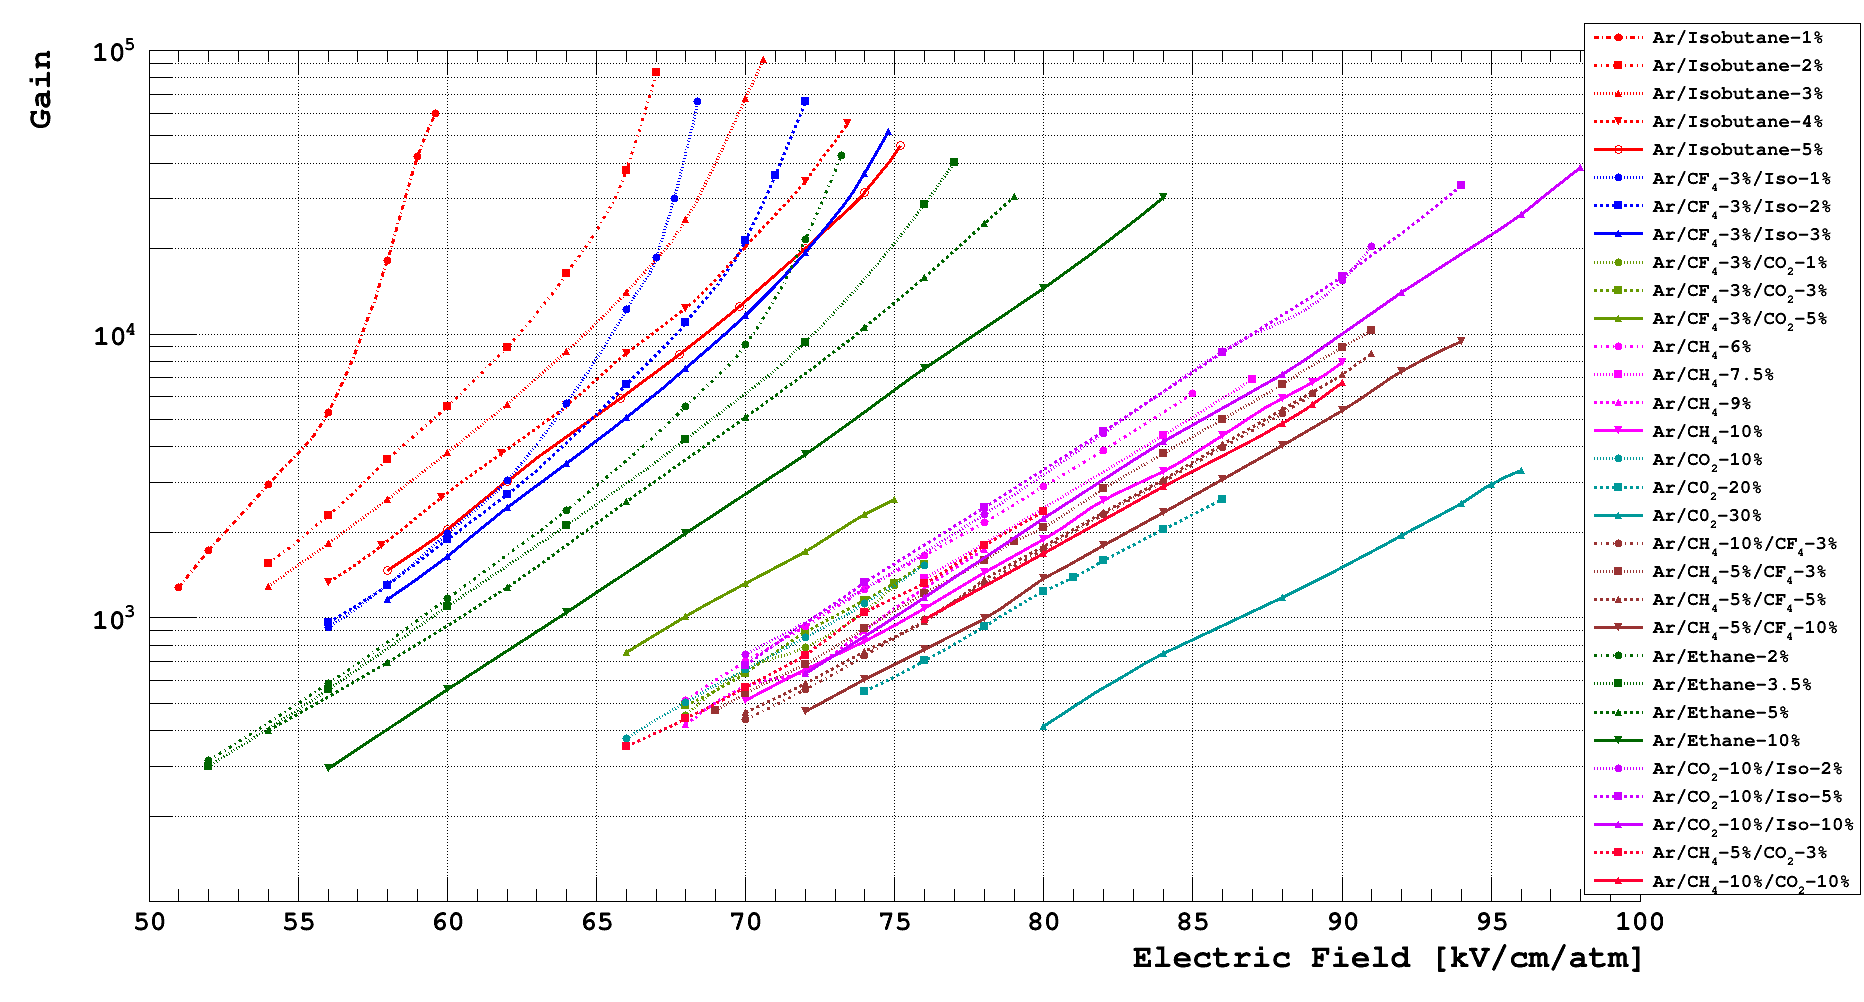 Gain
10^5
10^4
10^3
50 55 60 65 70 75 80 85 90 95 100
Electric Field [kV/cm/atm]
Ar/Isobutane-1%
Ar/Isobutane-2%
Ar/Isobutane-3%
Ar/Isobutane-4%
Ar/Isobutane-5%
Ar/CF₄-3%/Iso-1%
Ar/CF₄-3%/Iso-2%
Ar/CF₄-3%/Iso-3%
Ar/CF₄-3%/CO₂-1%
Ar/CF₄-3%/CO₂-3%
Ar/CF₄-3%/CO₂-5%
Ar/CH₄-6%
Ar/CH₄-7.5%
Ar/CH₄-9%
Ar/CH₄-10%
Ar/CO₂-10%
Ar/C0₂-20%
Ar/C0₂-30%
Ar/CH₄-10%/CF₄-3%
Ar/CH₄-5%/CF₄-3%
Ar/CH₄-5%/CF₄-5%
Ar/CH₄-5%/CF₄-10%
Ar/Ethane-2%
Ar/Ethane-3.5%
Ar/Ethane-5%
Ar/Ethane-10%
Ar/CO₂-10%/Iso-2%
Ar/CO₂-10%/Iso-5%
Ar/CO₂-10%/Iso-10%
Ar/CH₄-5%/CO₂-3%
Ar/CH₄-10%/CO₂-10%